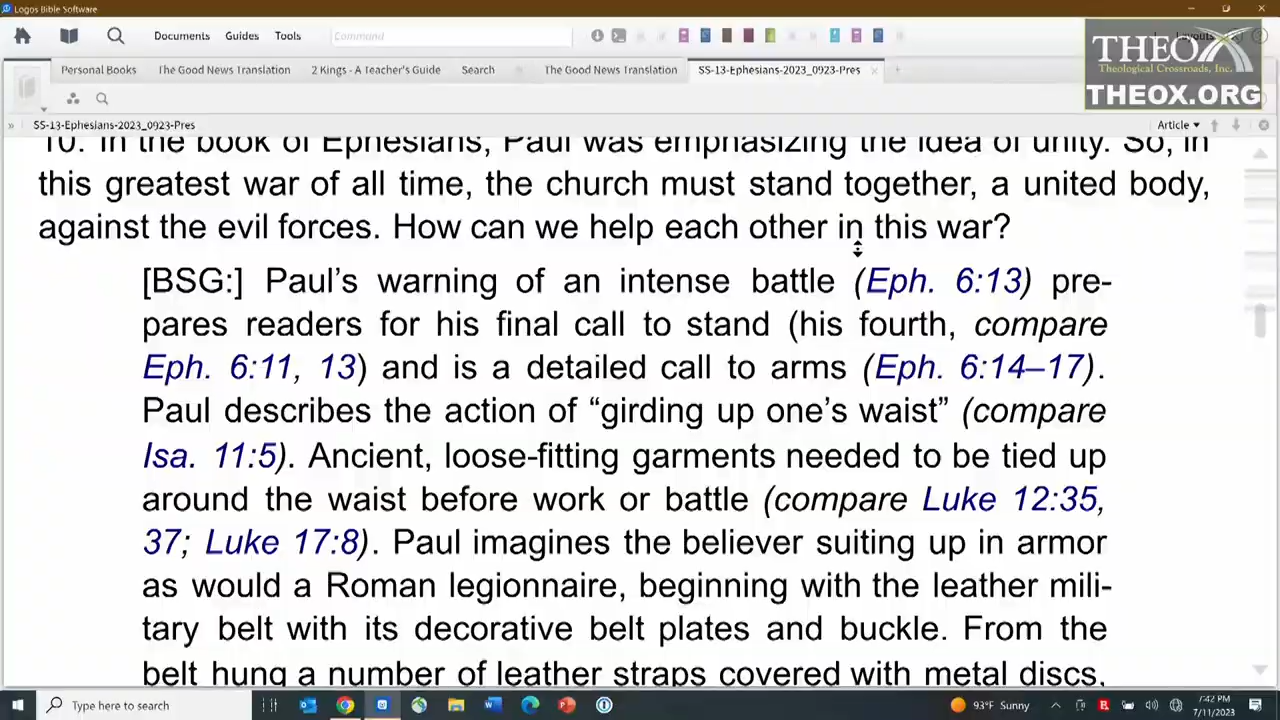 Logos Bible Software
Documents Guides Tools Command
THEOX
Theological Crossroads, Inc.
THEOX.ORG
Personal Books The Good News Translation 2 Kings - A Teache The Good News Translation SS-13-Ephesians-2023_0923-Pres
SS-13-Ephesians-2023_0923-Pres Article
10. In the book of Ephesians, Paul was emphasizing the idea of unity. So, in
this greatest war of all time, the church must stand together, a united body,
against the evil forces. How can we help each other in this war?
[BSG:] Paul’s warning of an intense battle (Eph. 6:13) pre-
pares readers for his final call to stand (his fourth, compare
Eph. 6:11, 13) and is a detailed call to arms (Eph. 6:14–17).
Paul describes the action of “girding up one’s waist” (compare
Isa. 11:5). Ancient, loose-fitting garments needed to be tied up
around the waist before work or battle (compare Luke 12:35,
37; Luke 17:8). Paul imagines the believer suiting up in armor
as would a Roman legionnaire, beginning with the leather mili-
tary belt with its decorative belt plates and buckle. From the
belt hung a number of leather straps covered with metal discs,
Type here to search 93°F Sunny 7:42 PM
7/11/2023